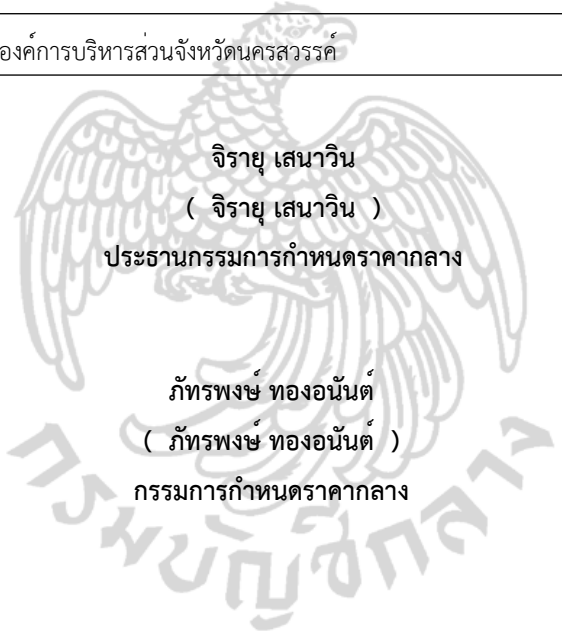 องค์การบริหารส่วนจังหวัดนครสวรรค์
จิรายุ เสนาวิน
( จิรายุ เสนาวิน )
ประธานกรรมการกำหนดราคากลาง
ภัทรพงษ์ ทองอนันต์
( ภัทรพงษ์ ทองอนันต์ )
กรรมการกำหนดราคากลาง
กรมบัญชีกลาง